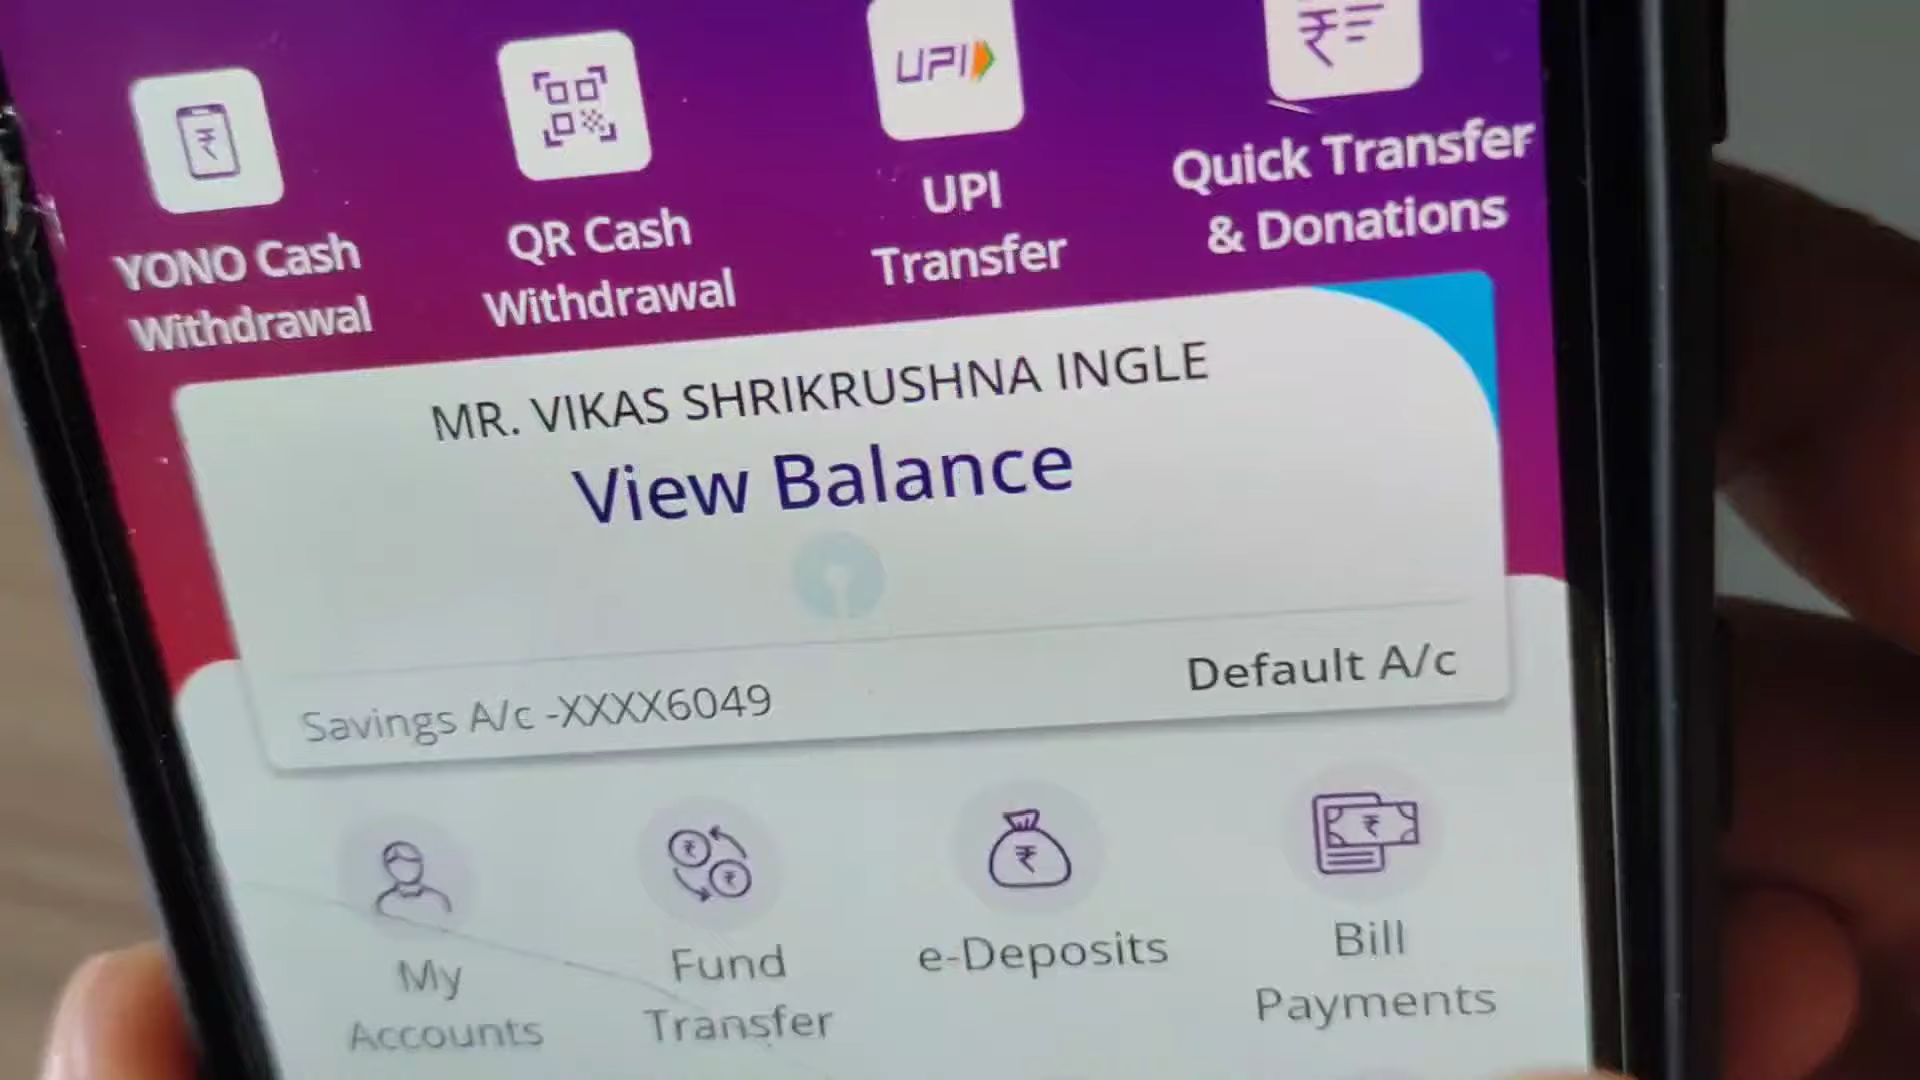 UPI
YONO Cash
Withdrawal
QR Cash
Withdrawal
UPI
Transfer
Quick Transfer
& Donations
MR. VIKAS SHRIKRUSHNA INGLE
View Balance
Savings A/c -XXXX6049
Default A/c
My
Accounts
Fund
Transfer
e-Deposits
Bill
Payments